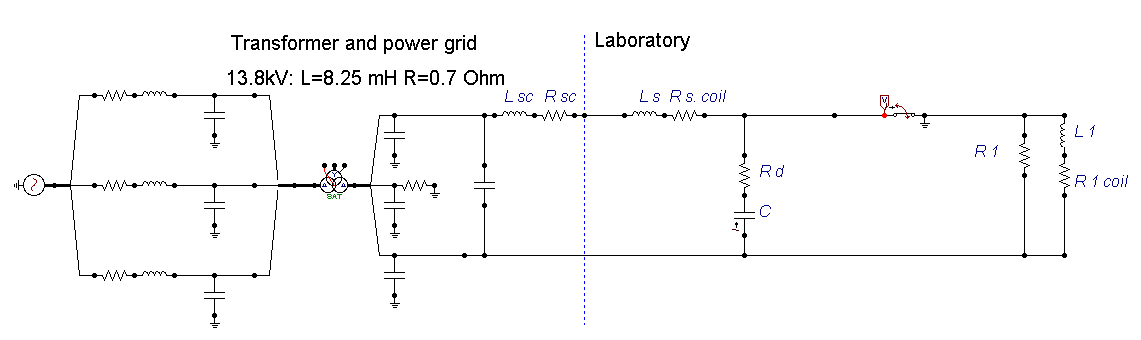 Transformer and power grid
Laboratory
13.8kV: L=8.25 mH R=0.7 Ohm
L sc
R sc
L s
R s. coil
V
L 1
R 1
R d
R 1 coil
Y
SAT
C
I